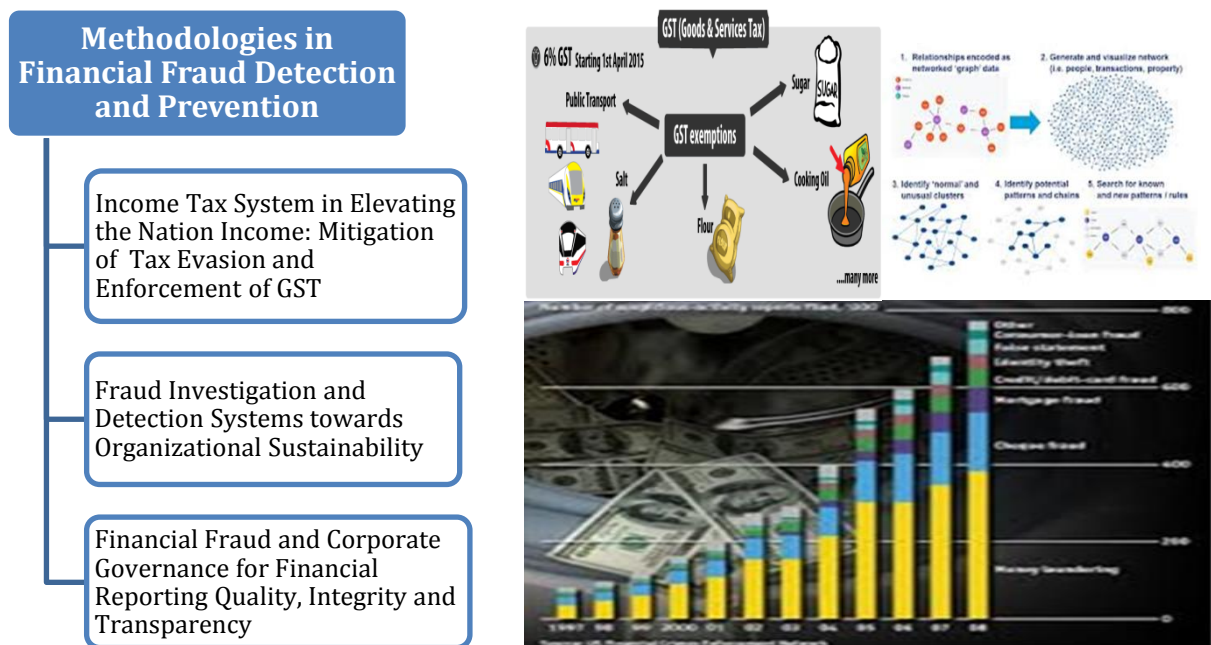 Methodologies in
Financial Fraud Detection
and Prevention
Income Tax System in Elevating
the Nation Income: Mitigation
of Tax Evasion and
Enforcement of GST
Fraud Investigation and
Detection Systems towards
Organizational Sustainability
Financial Fraud and Corporate
Governance for Financial
Reporting Quality, Integrity and
Transparency
GST (Goods & Services Tax)
6% GST Starting 1st April 2015
Public Transport
Sugar
SUGAR
GST exemptions
Salt
Cooking Oil
Flour
....many more
1. Relationships encoded as
networked 'graph' data
2. Generate and visualize network
(i.e. people, transactions, property)
3. Identify 'normal' and
unusual clusters
4. Identify potential
patterns and chains
5. Search for known
and new patterns / rules
800
Other
Consumer-loan fraud
False statement
Identity theft
Credit/debit-card fraud
600
Mortgage fraud
Cheque fraud
400
200
Money laundering
0
1997 98 99 2000 01 02 03 04 05 06 07 08